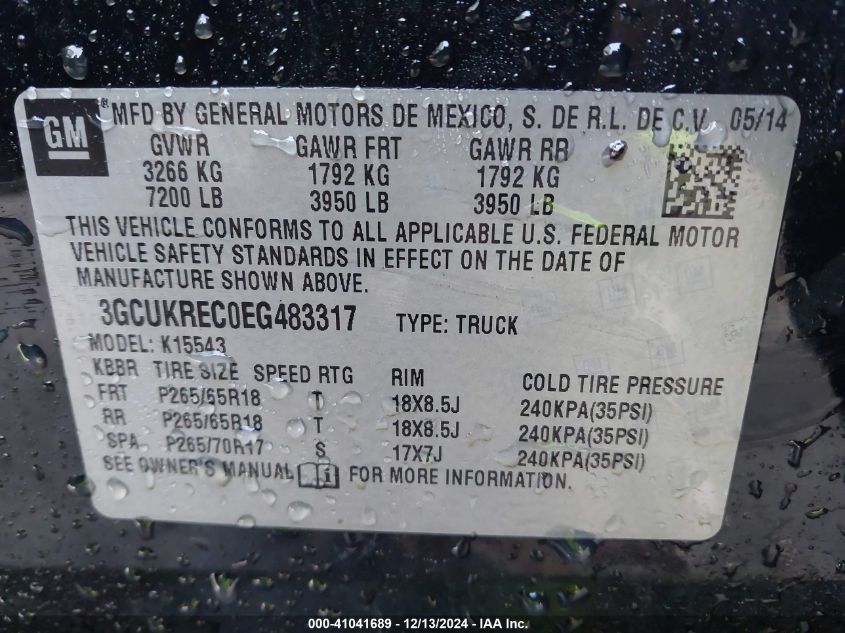 GM ® MFD BY GENERAL MOTORS DE MEXICO, S. DE R.L. DE C.V. 05/14
GVWR GAWR FRT GAWR RR
3266 KG 1792 KG 1792 KG
7200 LB 3950 LB 3950 LB
THIS VEHICLE CONFORMS TO ALL APPLICABLE U.S. FEDERAL MOTOR
VEHICLE SAFETY STANDARDS IN EFFECT ON THE DATE OF
MANUFACTURE SHOWN ABOVE.
3GCUKREC0EG483317 TYPE: TRUCK
MODEL: K15543
KBBR TIRE SIZE SPEED RTG RIM COLD TIRE PRESSURE
FRT P265/65R18 T 18X8.5J 240KPA(35PSI)
RR P265/65R18 T 18X8.5J 240KPA(35PSI)
SPA P265/70R17 S 17X7J 240KPA(35PSI)
SEE OWNER'S MANUAL i FOR MORE INFORMATION.
000-41041689 - 12/13/2024 - IAA Inc.